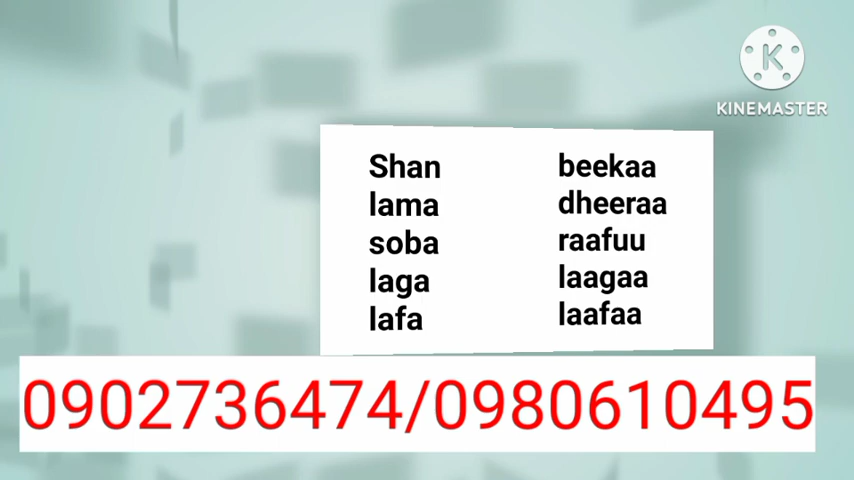 KINEMASTER
Shan beekaa
lama dheeraa
soba raafuu
laga laagaa
lafa laafaa
0902736474/0980610495